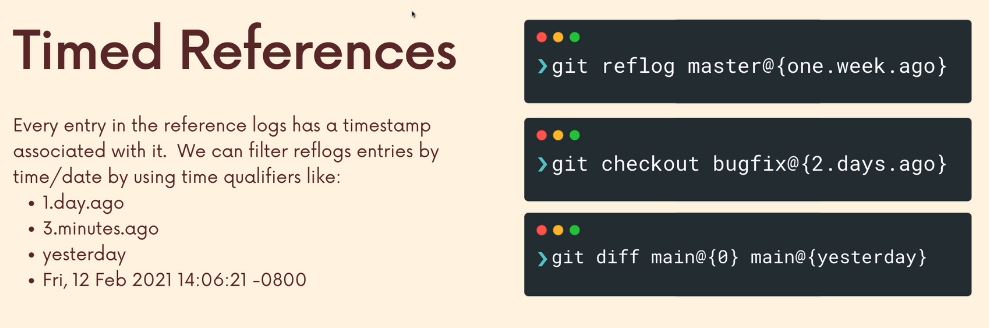 Timed References
Every entry in the reference logs has a timestamp
associated with it.  We can filter reflogs entries by
time/date by using time qualifiers like:
• 1.day.ago
• 3.minutes.ago
• yesterday
• Fri, 12 Feb 2021 14:06:21 -0800
❯git reflog master@{one.week.ago}
❯git checkout bugfix@{2.days.ago}
❯git diff main@{0} main@{yesterday}